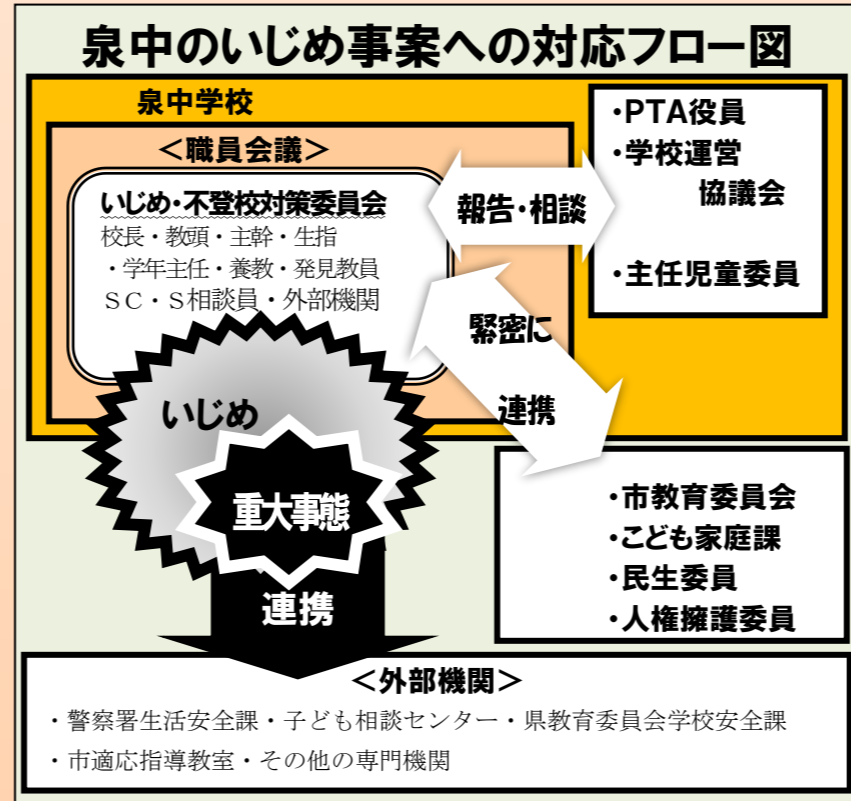 泉中のいじめ事案への対応フロー図
泉中学校
＜職員会議＞
いじめ・不登校対策委員会
校長・教頭・主幹・生指
・学年主任・養教・発見教員
ＳＣ・Ｓ相談員・外部機関
報告・相談
・PTA役員
・学校運営
協議会
・主任児童委員
緊密に
連携
いじめ
重大事態
連携
・市教育委員会
・こども家庭課
・民生委員
・人権擁護委員
＜外部機関＞
・警察署生活安全課・子ども相談センター・県教育委員会学校安全課
・市適応指導教室・その他の専門機関